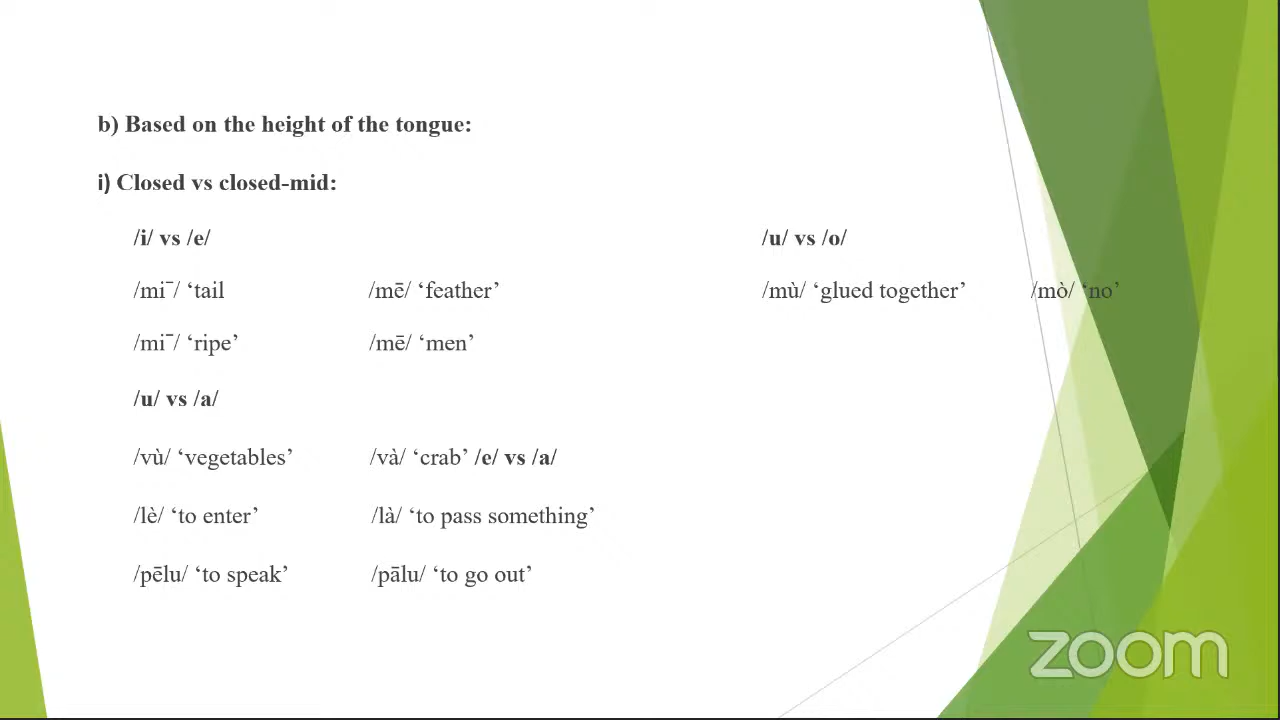 b) Based on the height of the tongue:
i) Closed vs closed-mid:
/i/ vs /e/ /u/ vs /o/
/mi¯/ ‘tail /mē/ ‘feather’ /mù/ ‘glued together’ /mò/ ‘no’
/mi¯/ ‘ripe’ /mē/ ‘men’
/u/ vs /a/
/vù/ ‘vegetables’ /và/ ‘crab’ /e/ vs /a/
/lè/ ‘to enter’ /là/ ‘to pass something’
/pēlu/ ‘to speak’ /pālu/ ‘to go out’
zoom